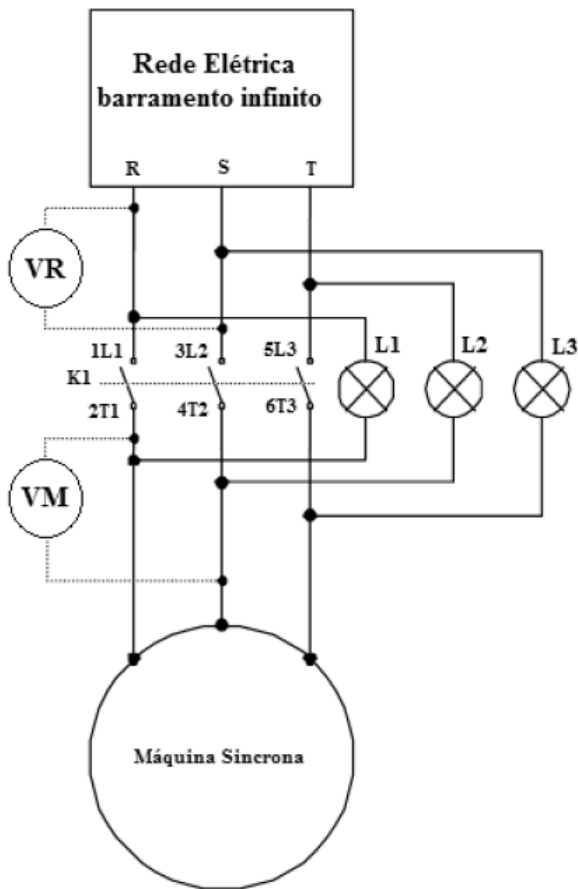 Rede Elétrica
barramento infinito
R S T
VR
L1 L2 L3
1L1 3L2 5L3
K1
2T1 4T2 6T3
VM
Máquina Sincrona